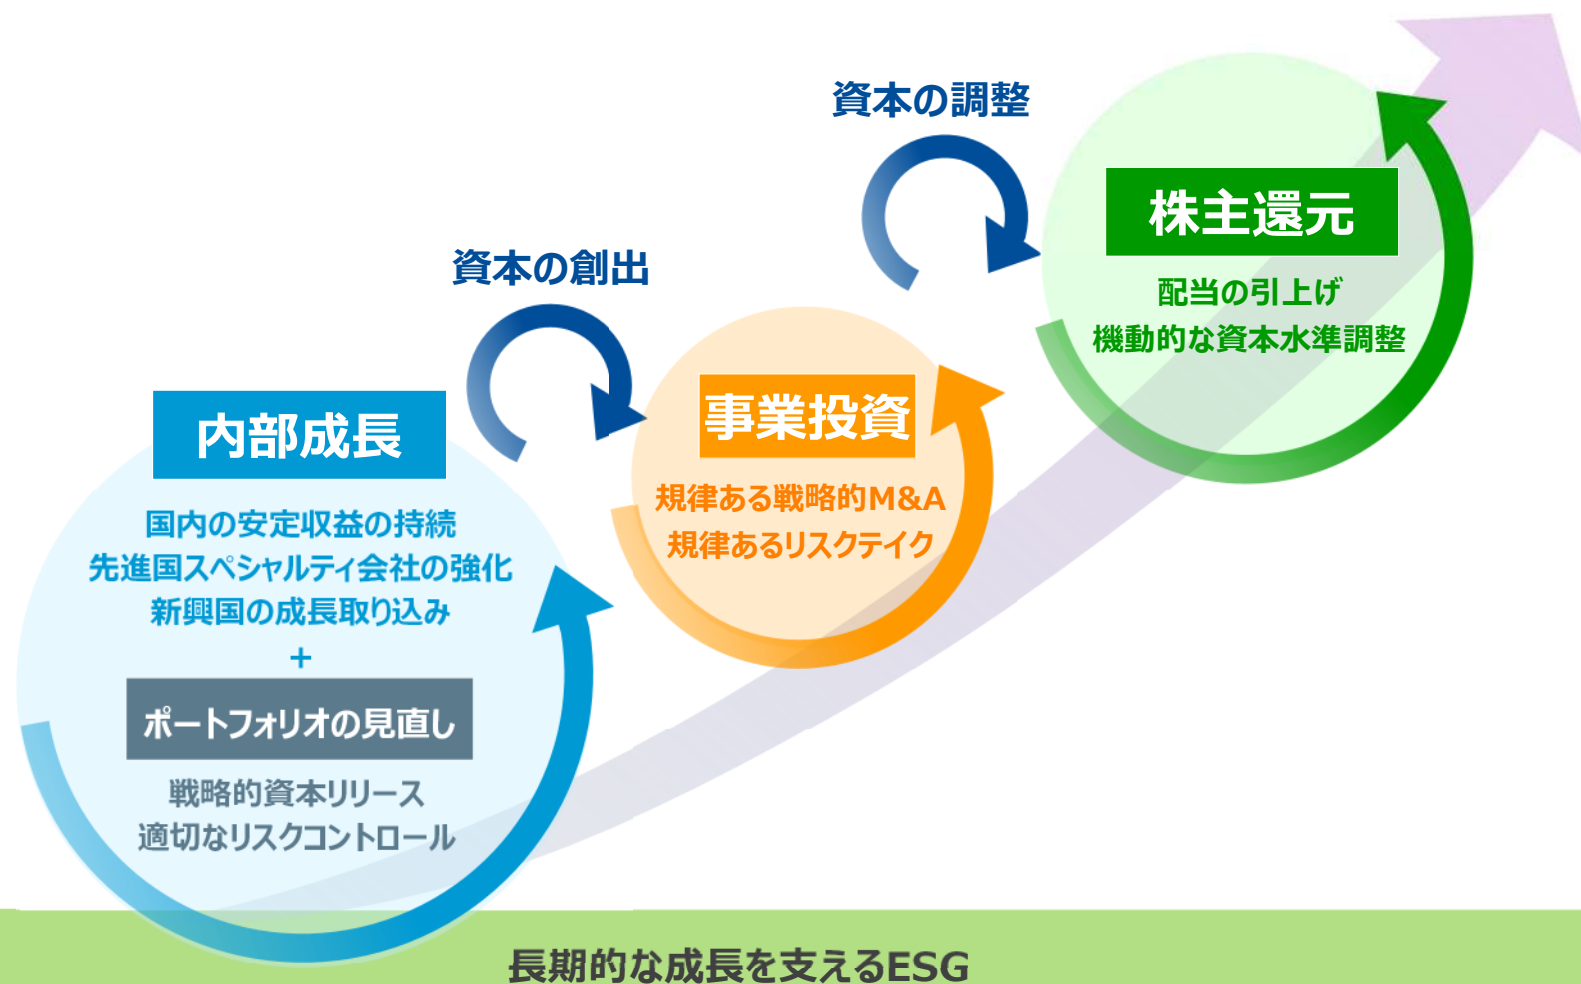 資本の調整
株主還元
配当の引上げ
機動的な資本水準調整
資本の創出
事業投資
規律ある戦略的M&A
規律あるリスクテイク
内部成長
国内の安定収益の持続
先進国スペシャルティ会社の強化
新興国の成長取り込み
+
ポートフォリオの見直し
戦略的資本リリース
適切なリスクコントロール
長期的な成長を支えるESG